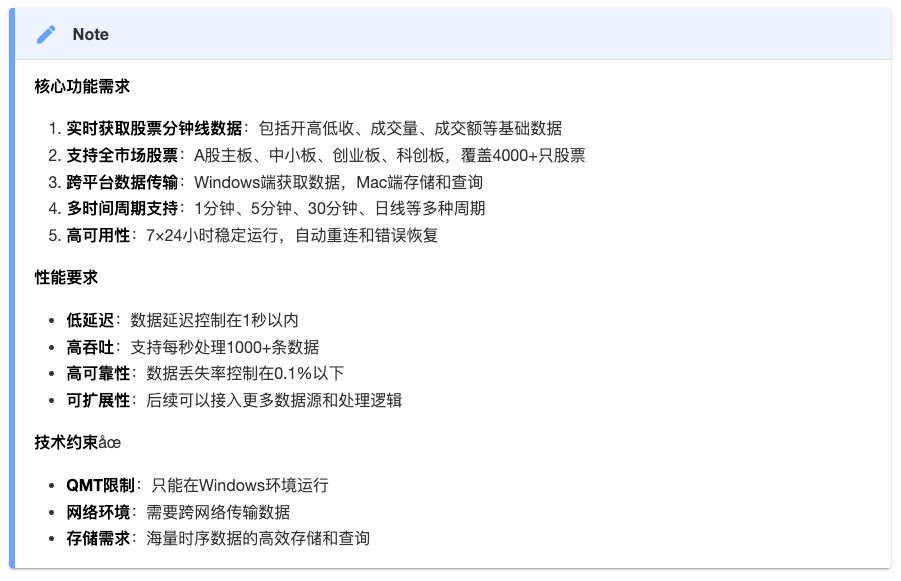 Note
核心功能需求
1. 实时获取股票分钟线数据：包括开高低收、成交量、成交额等基础数据
2. 支持全市场股票：A股主板、中小板、创业板、科创板，覆盖4000+只股票
3. 跨平台数据传输：Windows端获取数据，Mac端存储和查询
4. 多时间周期支持：1分钟、5分钟、30分钟、日线等多种周期
5. 高可用性：7×24小时稳定运行，自动重连和错误恢复
性能要求
• 低延迟：数据延迟控制在1秒以内
• 高吞吐：支持每秒处理1000+条数据
• 高可靠性：数据丢失率控制在0.1%以下
• 可扩展性：后续可以接入更多数据源和处理逻辑
技术约束åœ
• QMT限制：只能在Windows环境运行
• 网络环境：需要跨网络传输数据
• 存储需求：海量时序数据的高效存储和查询